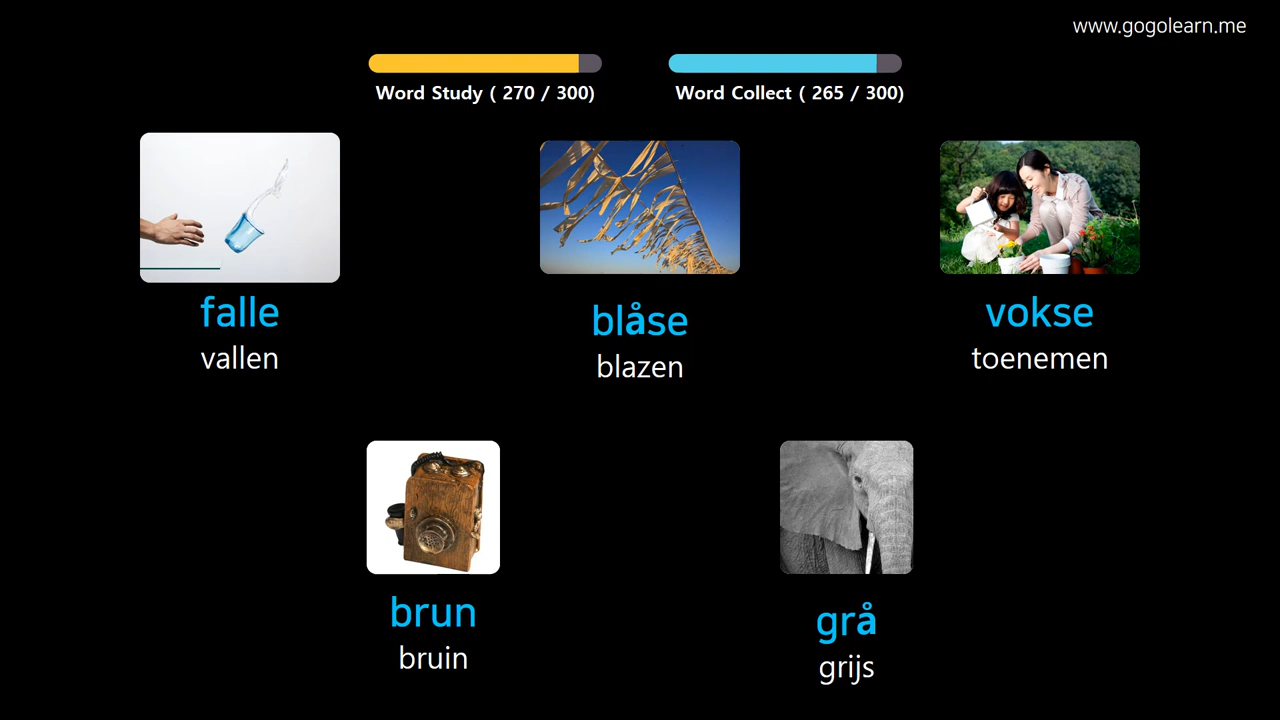 www.gogolearn.me
Word Study ( 270 / 300)
Word Collect ( 265 / 300)
falle
vallen
blåse
blazen
vokse
toenemen
brun
bruin
grå
grijs